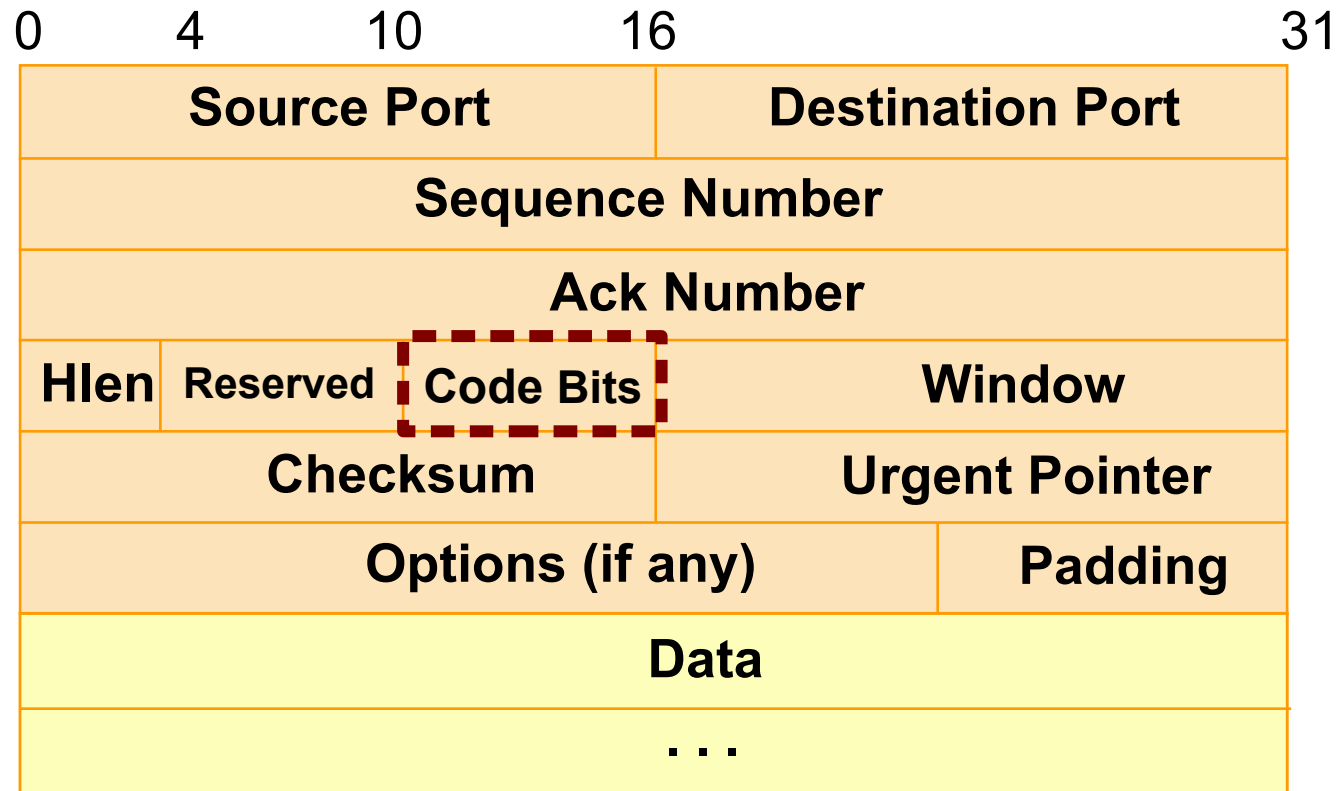 0 4 10 16 31
Source Port Destination Port
Sequence Number
Ack Number
Hlen Reserved Code Bits Window
Checksum Urgent Pointer
Options (if any) Padding
Data
. . .